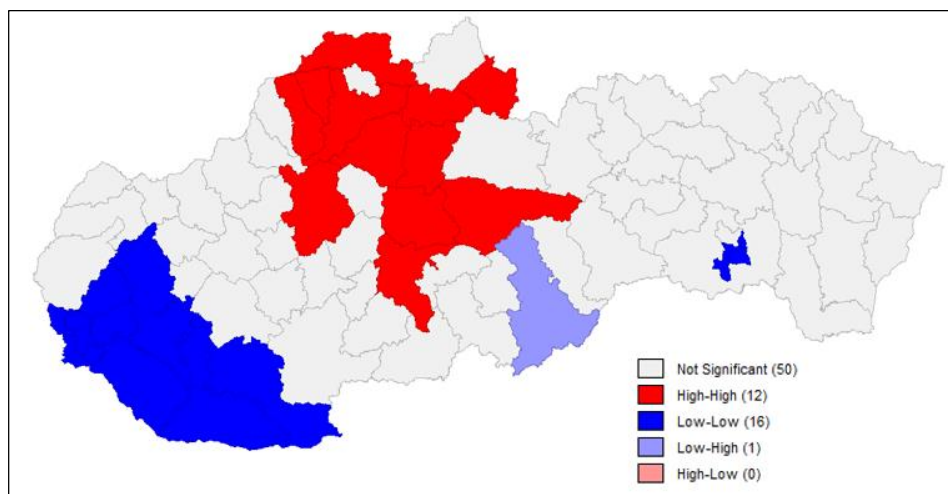 Not Significant (50)
High-High (12)
Low-Low (16)
Low-High (1)
High-Low (0)